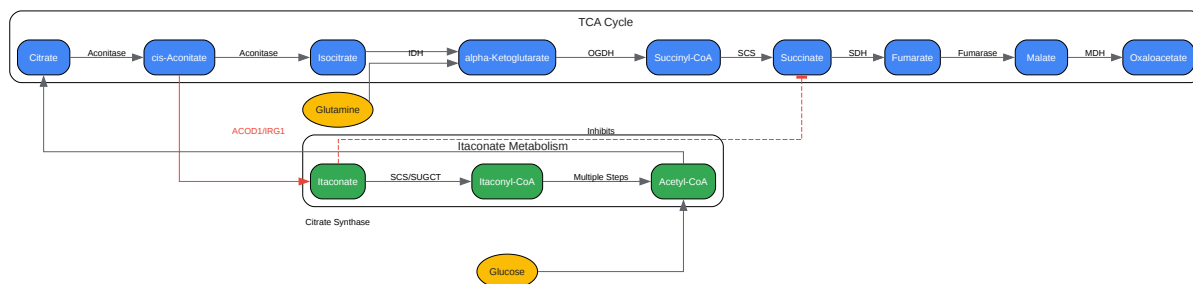 TCA Cycle
Citrate
Aconitase
cis-Aconitate
Aconitase
Isocitrate
IDH
alpha-Ketoglutarate
OGDH
Succinyl-CoA
SCS
Succinate
SDH
Fumarate
Fumarase
Malate
MDH
Oxaloacetate
Glutamine
ACOD1/IRG1
Inhibits
Itaconate Metabolism
Itaconate
SCS/SUGCT
Itaconyl-CoA
Multiple Steps
Acetyl-CoA
Citrate Synthase
Glucose